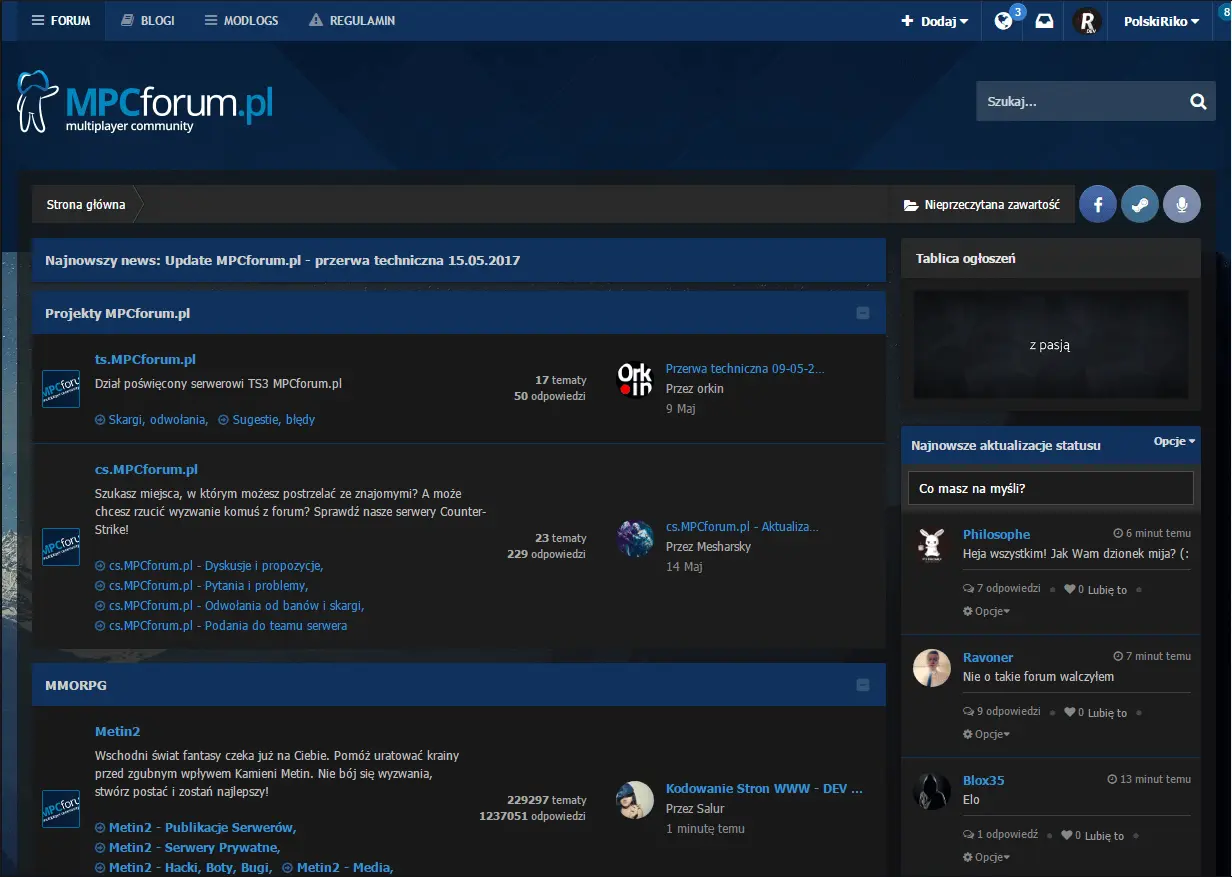 FORUM BLOGI MODLOGS REGULAMIN Dodaj 3 R DEV PolskiRiko 8
MPCforum.pl
multiplayer community
Szukaj...
Strona główna Nieprzeczytana zawartość
Najnowszy news: Update MPCforum.pl - przerwa techniczna 15.05.2017
Projekty MPCforum.pl
ts.MPCforum.pl
Dział poświęcony serwerowi TS3 MPCforum.pl
Skargi, odwołania, Sugestie, błędy
17 tematy
50 odpowiedzi
Orkin
Przerwa techniczna 09-05-2...
Przez orkin
9 Maj
cs.MPCforum.pl
Szukasz miejsca, w którym możesz postrzelać ze znajomymi? A może
chcesz rzucić wyzwanie komuś z forum? Sprawdź nasze serwery Counter-
Strike!
cs.MPCforum.pl - Dyskusje i propozycje,
cs.MPCforum.pl - Pytania i problemy,
cs.MPCforum.pl - Odwołania od banów i skargi,
cs.MPCforum.pl - Podania do teamu serwera
23 tematy
229 odpowiedzi
cs.MPCforum.pl - Aktualiza...
Przez Mesharsky
14 Maj
MMORPG
Metin2
Wschodni świat fantasy czeka już na Ciebie. Pomóż uratować krainy
przed zgubnym wpływem Kamieni Metin. Nie bój się wyzwania,
stwórz postać i zostań najlepszy!
Metin2 - Publikacje Serwerów,
Metin2 - Serwery Prywatne,
Metin2 - Hacki, Boty, Bugi, Metin2 - Media,
229297 tematy
1237051 odpowiedzi
Kodowanie Stron WWW - DEV ...
Przez Salur
1 minutę temu
Tablica ogłoszeń
z pasją
Najnowsze aktualizacje statusu Opcje
Co masz na myśli?
Philosophe 6 minut temu
Heja wszystkim! Jak Wam dzionek mija? (:
7 odpowiedzi 0 Lubię to
Opcje
Ravoner 7 minut temu
Nie o takie forum walczyłem
9 odpowiedzi 0 Lubię to
Opcje
Blox35 13 minut temu
Elo
1 odpowiedź 0 Lubię to
Opcje